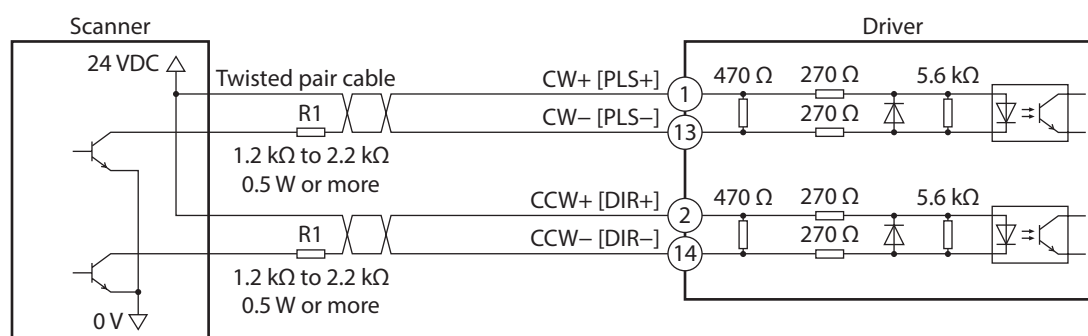 Scanner
Driver
24 VDC
Twisted pair cable
CW+ [PLS+]
1
470 Ω
270 Ω
5.6 kΩ
R1
CW− [PLS−]
13
270 Ω
1.2 kΩ to 2.2 kΩ
0.5 W or more
CCW+ [DIR+]
2
470 Ω
270 Ω
5.6 kΩ
R1
CCW− [DIR−]
14
270 Ω
1.2 kΩ to 2.2 kΩ
0.5 W or more
0 V